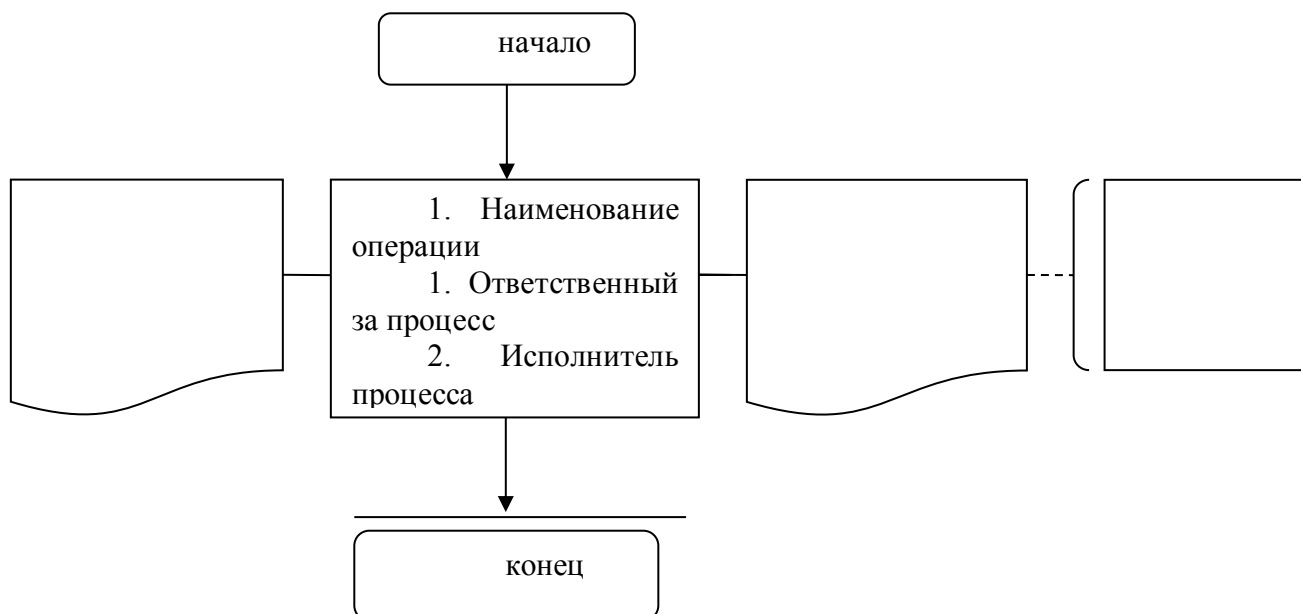 начало
1. Наименование
операции
1. Ответственный
за процесс
2. Исполнитель
процесса
конец